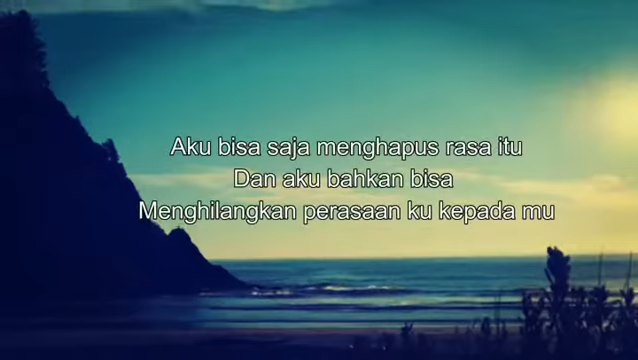 Aku bisa saja menghapus rasa itu
Dan aku bahkan bisa
Menghilangkan perasaan ku kepada mu